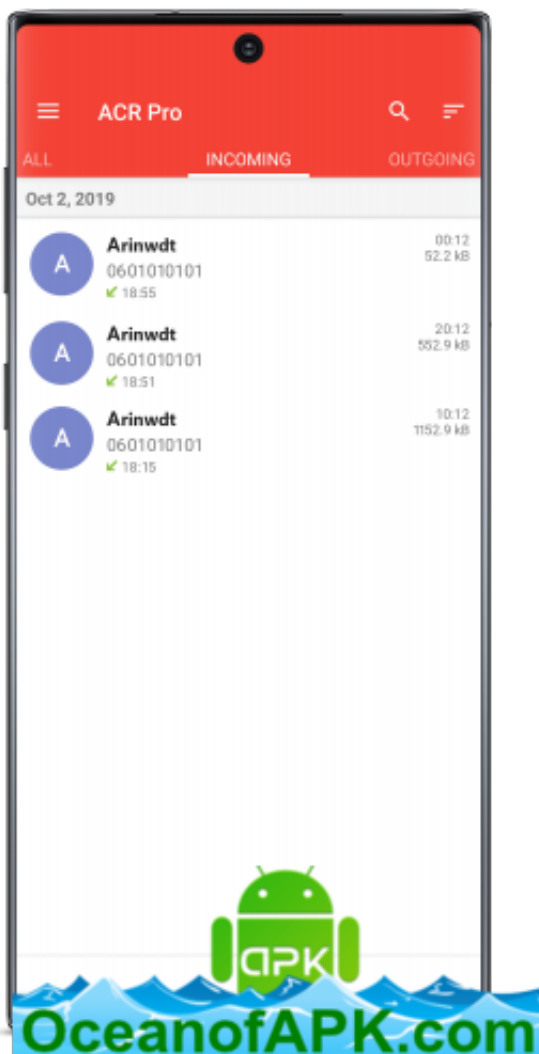 ACR Pro
ALL INCOMING OUTGOING
Oct 2, 2019
A
Arinwdt
0601010101
18:55
00:12
52.2 kB
A
Arinwdt
0601010101
18:51
20:12
552.9 kB
A
Arinwdt
0601010101
18:15
10:12
1152.9 kB
apk
OceanofAPK.com